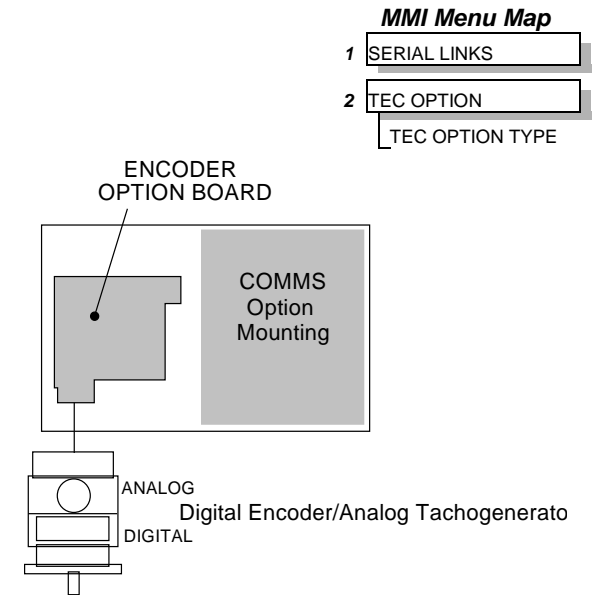 MMI Menu Map
1 SERIAL LINKS
2 TEC OPTION
TEC OPTION TYPE
ENCODER
OPTION BOARD
COMMS
Option
Mounting
ANALOG
Digital Encoder/Analog Tachogenerato
DIGITAL